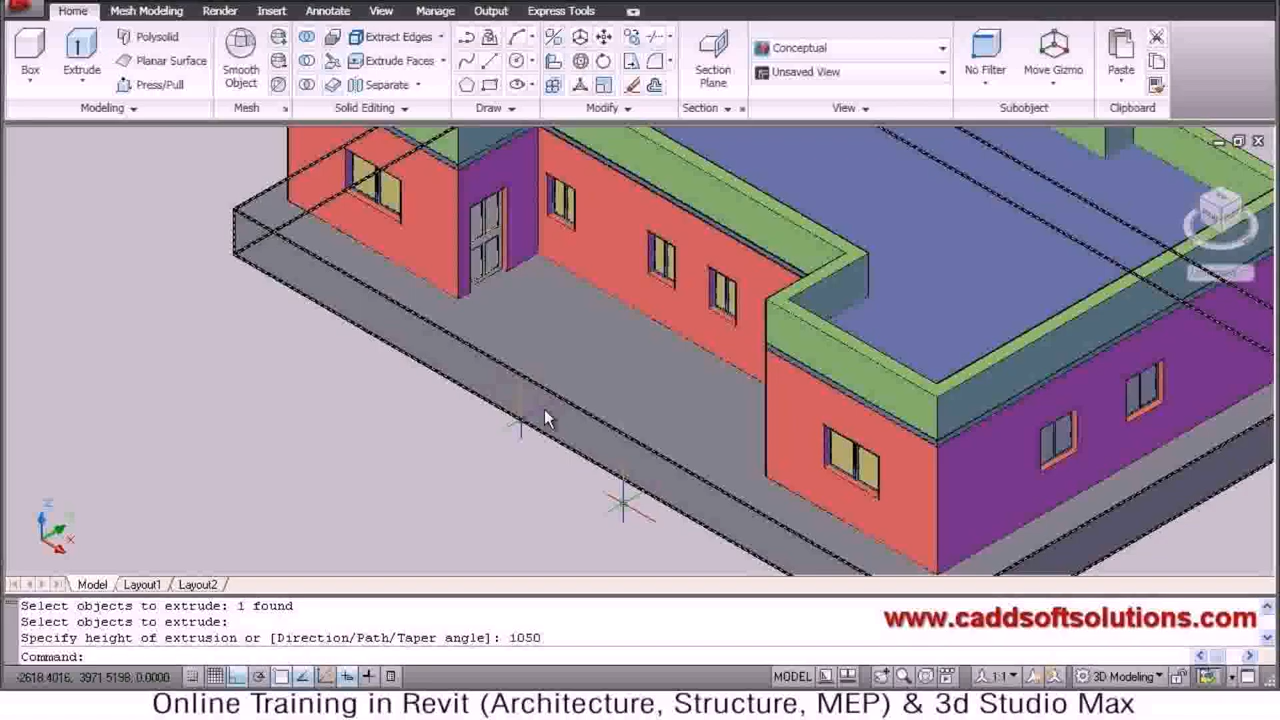 Home Mesh Modeling Render Insert Annotate View Manage Output Express Tools
Box
Extrude
Polysolid
Planar Surface
Press/Pull
Modeling
Smooth
Object
Mesh
Extract Edges
Extrude Faces
Separate
Solid Editing
Draw
Modify
Section
Plane
Section
Conceptual
Unsaved View
View
No Filter
Move Gizmo
Subobject
Paste
Clipboard
Z
X
Model Layout1 Layout2
Select objects to extrude: 1 found
Select objects to extrude:
Specify height of extrusion or [Direction/Path/Taper angle]: 1050
Command:
www.caddsoftsolutions.com
-2618.4016, 3971.5198, 0.0000 MODEL 1:1 3D Modeling
Online Training in Revit (Architecture, Structure, MEP) & 3d Studio Max